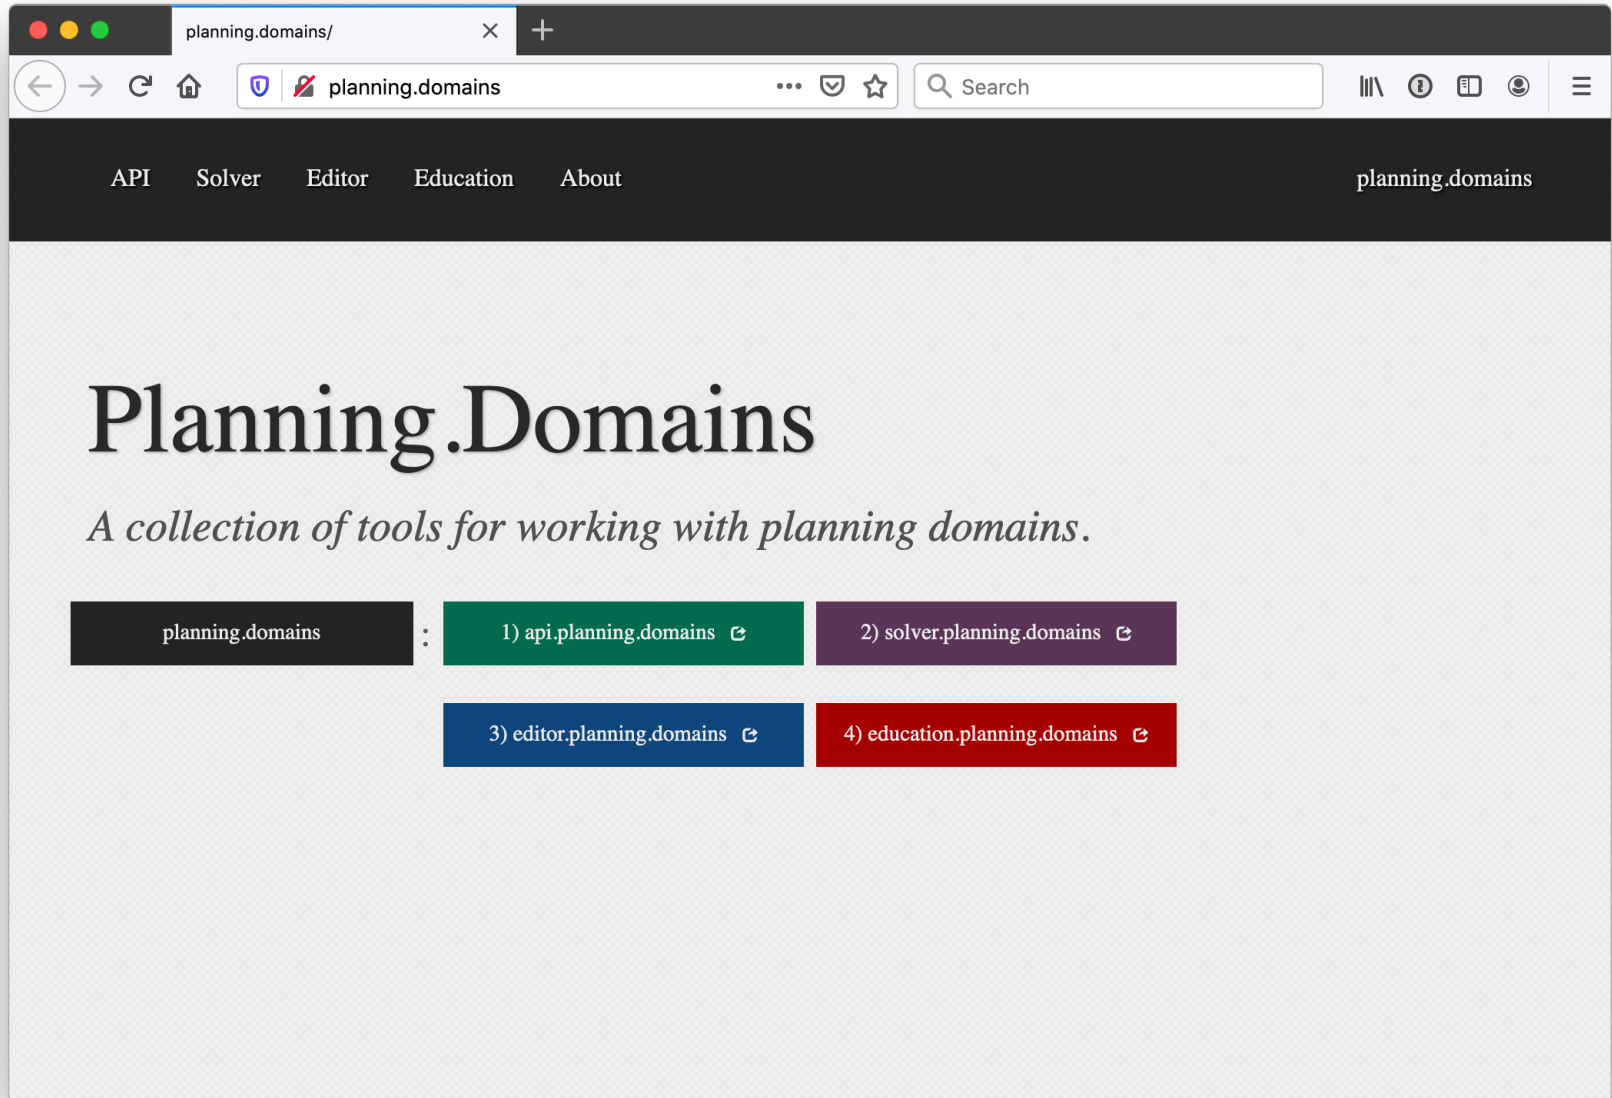 planning.domains/
planning.domains
Search
API Solver Editor Education About planning.domains
Planning.Domains
A collection of tools for working with planning domains.
planning.domains : 1) api.planning.domains 2) solver.planning.domains
3) editor.planning.domains 4) education.planning.domains